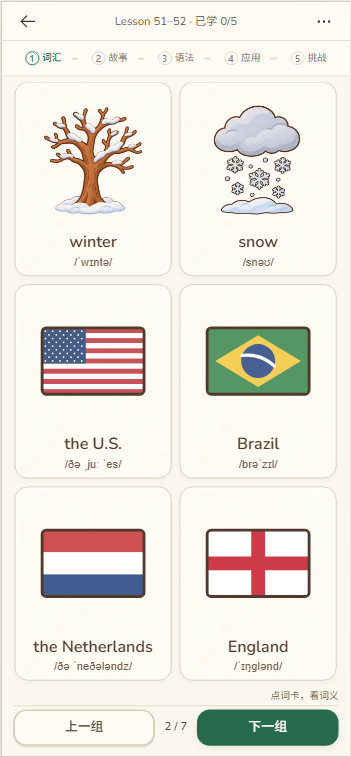 Lesson 51–52 · 已学 0/5
1 词汇 – 2 故事 – 3 语法 – 4 应用 – 5 挑战
winter
/ˈwɪntə/
snow
/snəʊ/
the U.S.
/ðə ˌjuː ˈes/
Brazil
/brəˈzɪl/
the Netherlands
/ðə ˈneðələndz/
England
/ˈɪŋɡlənd/
点词卡，看词义
上一组
2 / 7
下一组